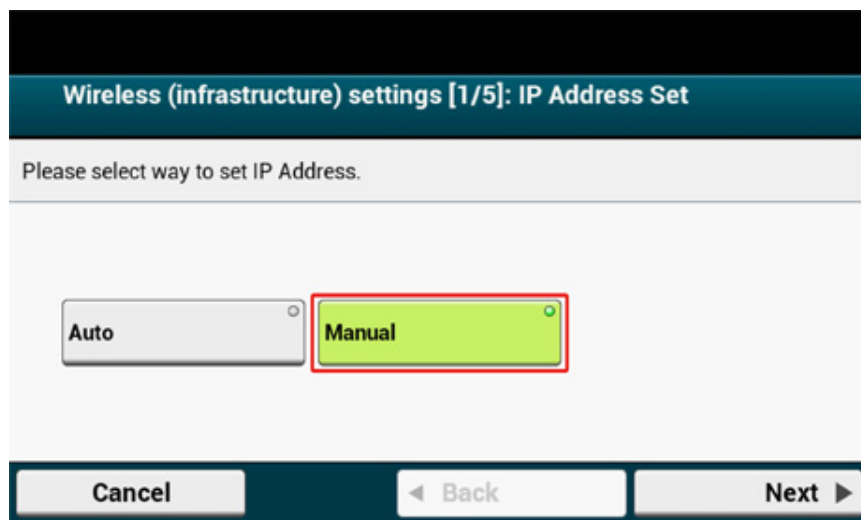 Wireless (infrastructure) settings [1/5]: IP Address Set
Please select way to set IP Address.
Auto
Manual
Cancel
Back
Next